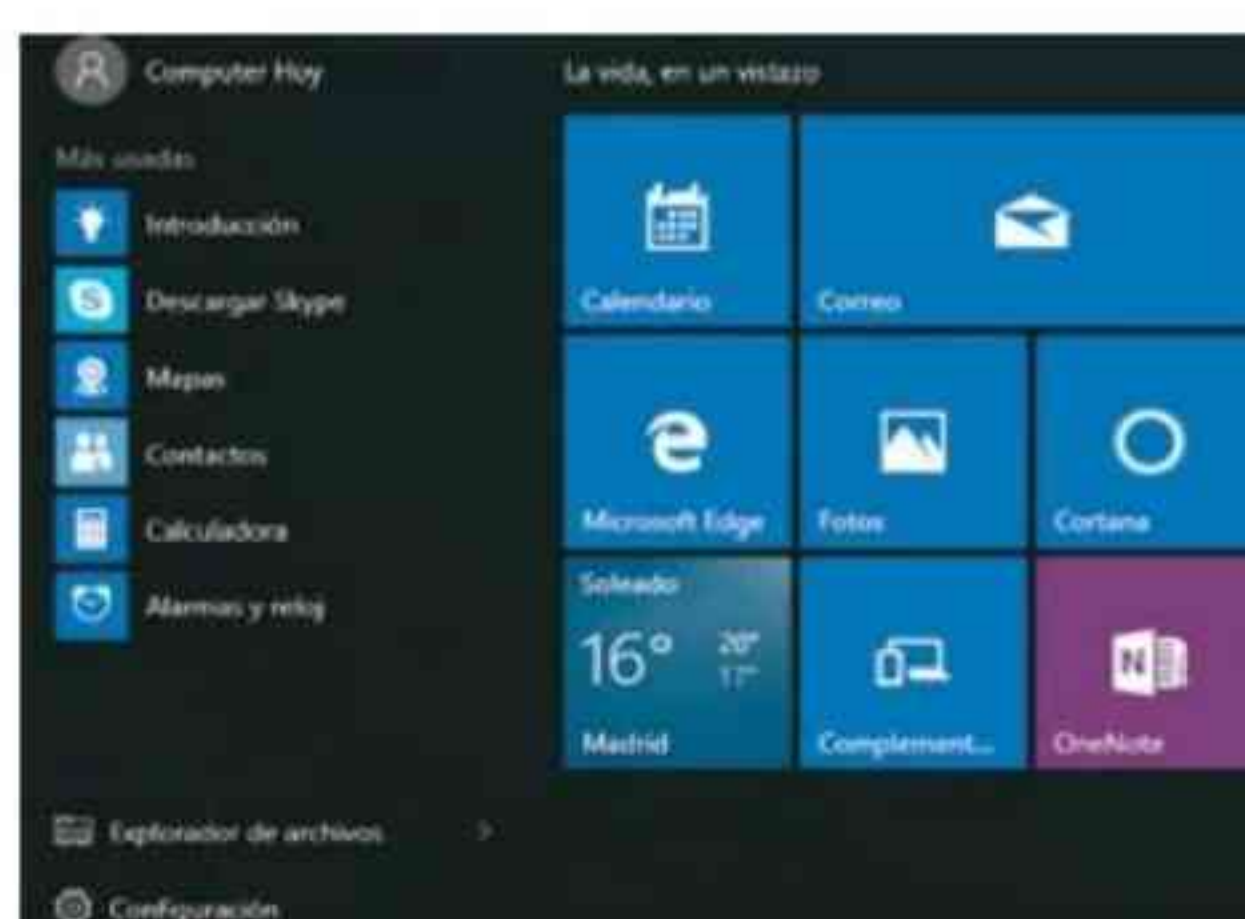 Computer Hoy
Más usadas
Introducción
Descargar Skype
Mapas
Contactos
Calculadora
Alarmas y reloj
Explorador de archivos
Configuración
La vida, en un vistazo
Calendario
Correo
Microsoft Edge
Fotos
Cortana
Soleado
16° 20°
17°
Madrid
Complement...
OneNote